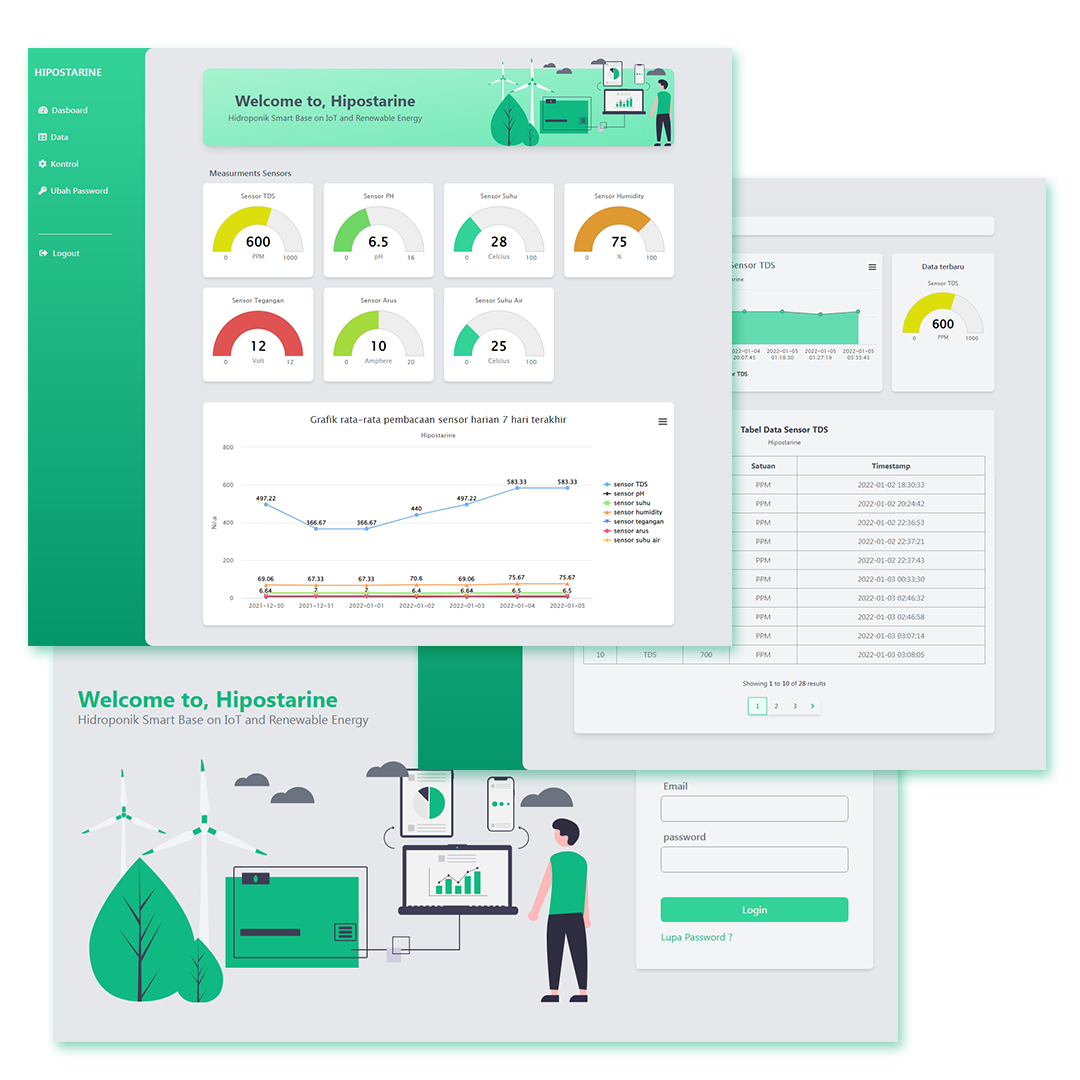 HIPOSTARINE
Dasboard
Data
Kontrol
Ubah Password
Logout
Welcome to, Hipostarine
Hidroponik Smart Base on IoT and Renewable Energy
Measurments Sensors
Sensor TDS
600
0 PPM 1000
Sensor PH
6.5
0 pH 16
Sensor Suhu
28
0 Celcius 100
Sensor Humidity
75
0 % 100
Sensor Tegangan
12
0 Volt 12
Sensor Arus
10
0 Amphere 20
Sensor Suhu Air
25
0 Celcius 100
Grafik rata-rata pembacaan sensor harian 7 hari terakhir
Hipostarine
Nilai
800
600
400
200
0
497.22 366.67 366.67 440 497.22 583.33 583.33
69.06 67.33 67.33 70.6 69.06 75.67 75.67
6.64 7 7 6.4 6.64 6.5 6.5
2021-12-30 2021-12-31 2022-01-01 2022-01-02 2022-01-03 2022-01-04 2022-01-05
sensor TDS
sensor pH
sensor suhu
sensor humidity
sensor tegangan
sensor arus
sensor suhu air
Sensor TDS
arine
2022-01-04 20:07:45
2022-01-05 01:18:30
2022-01-05 01:27:19
2022-01-05 03:33:43
or TDS
Data terbaru
Sensor TDS
600
0 PPM 1000
Tabel Data Sensor TDS
Hipostarine
Satuan Timestamp
PPM 2022-01-02 18:30:33
PPM 2022-01-02 20:24:42
PPM 2022-01-02 22:36:53
PPM 2022-01-02 22:37:21
PPM 2022-01-02 22:37:43
PPM 2022-01-03 00:33:30
PPM 2022-01-03 02:46:32
PPM 2022-01-03 02:46:58
PPM 2022-01-03 03:07:14
10 TDS 700 PPM 2022-01-03 03:08:05
Showing 1 to 10 of 28 results
1 2 3 >
Welcome to, Hipostarine
Hidroponik Smart Base on IoT and Renewable Energy
Email
password
Login
Lupa Password ?